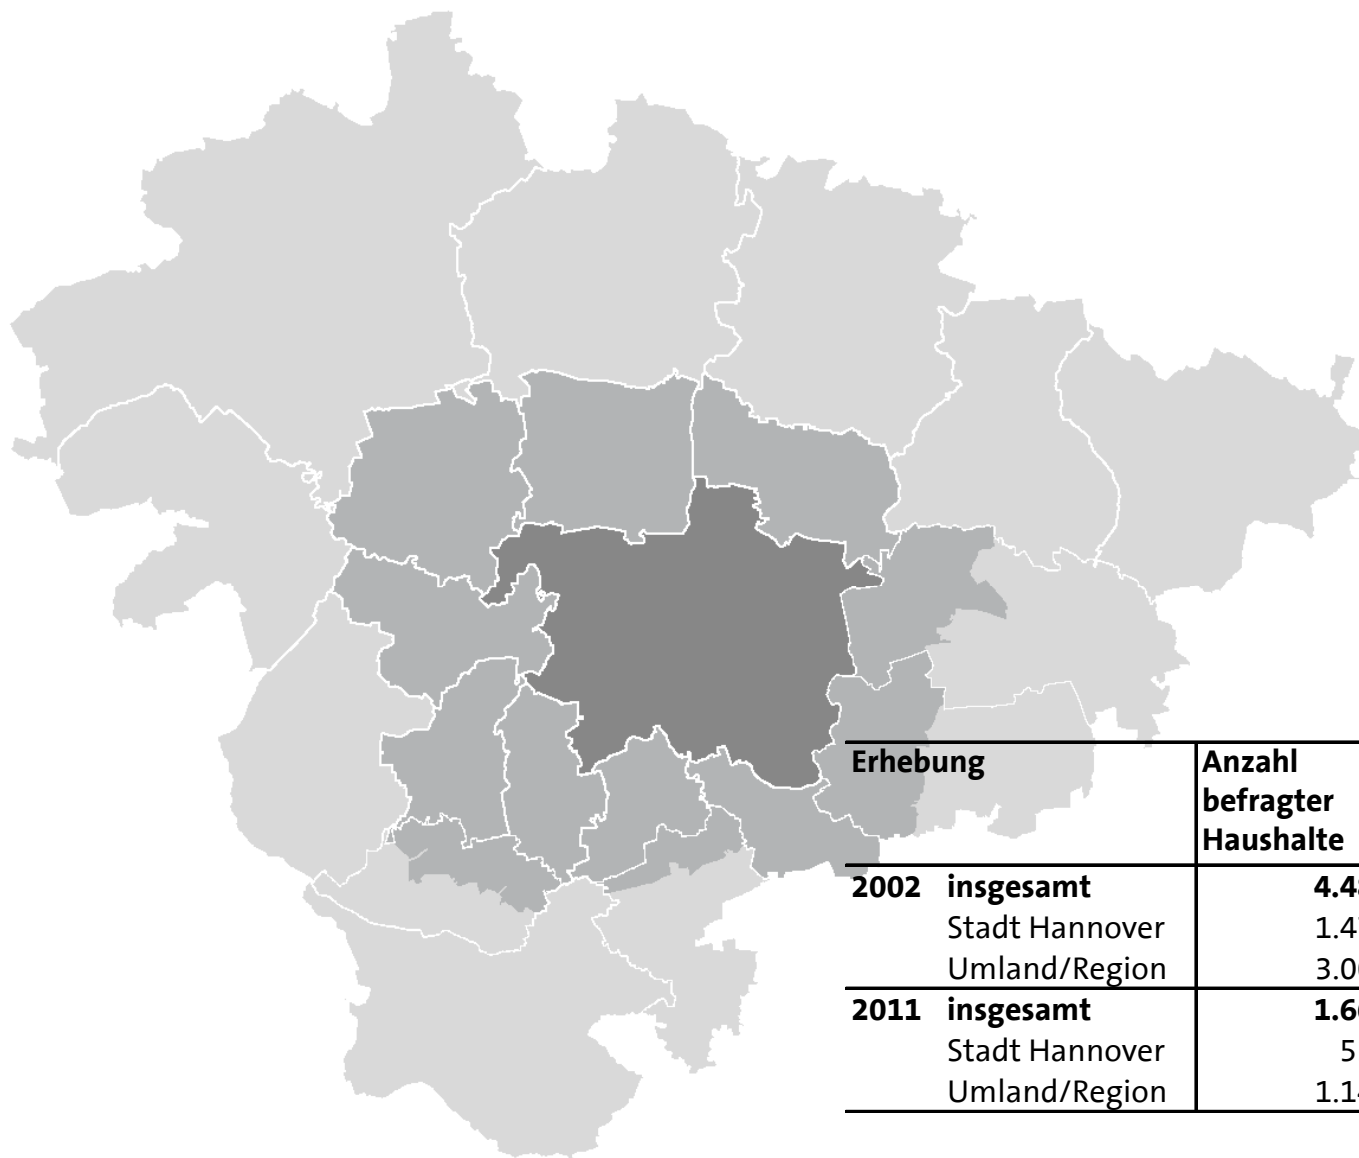 Erhebung Anzahl
befragter
Haushalte
2002 insgesamt
Stadt Hannover
Umland/Region
2011 insgesamt
Stadt Hannover
Umland/Region